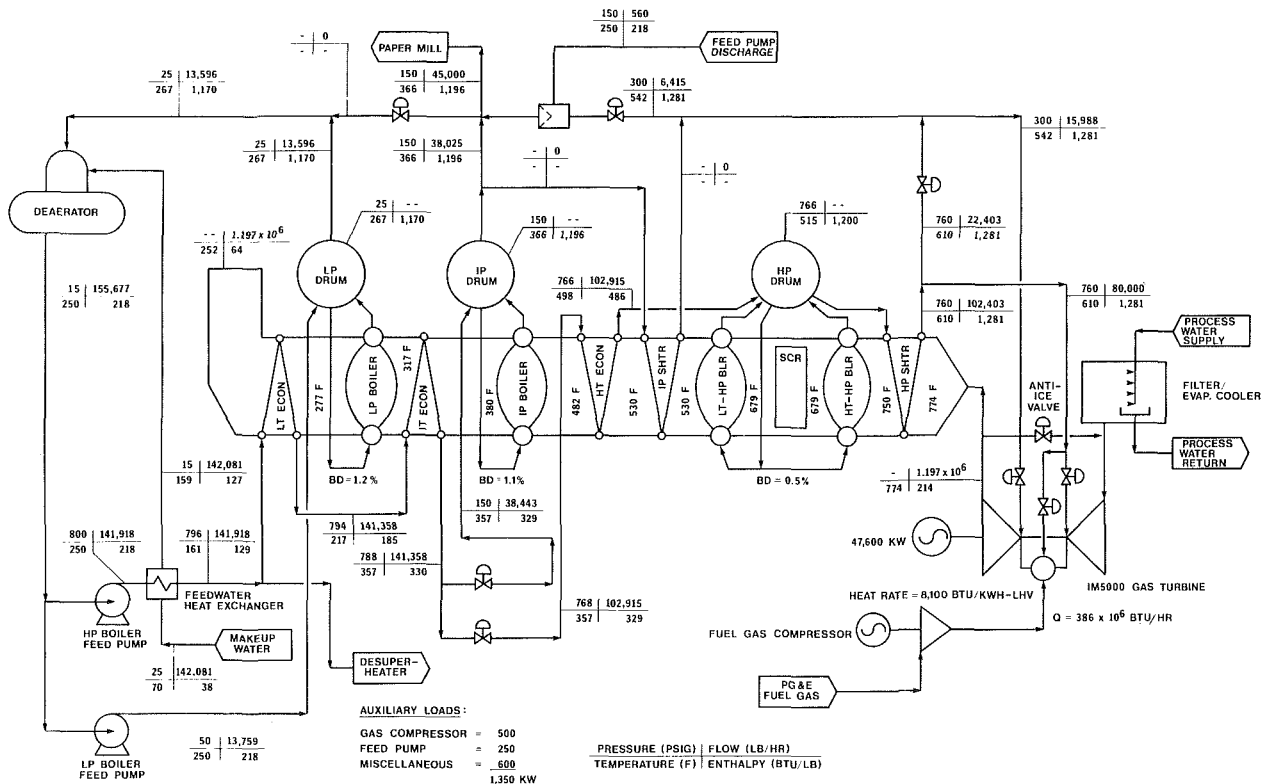 150 | 560
250 | 218
FEED PUMP
DISCHARGE
- | 0
- | -
PAPER MILL
25 | 13,596
267 | 1,170
150 | 45,000
366 | 1,196
300 | 6,415
542 | 1,281
300 | 15,988
542 | 1,281
25 | 13,596
267 | 1,170
150 | 38,025
366 | 1,196
- | 0
- | -
- | 0
- | -
DEAERATOR
25 | --
267 | 1,170
150 | --
366 | 1,196
766 | --
515 | 1,200
760 | 22,403
610 | 1,281
-- | 1.197 x 10⁶
252 | 64
LP
DRUM
IP
DRUM
HP
DRUM
15 | 155,677
250 | 218
766 | 102,915
498 | 486
760 | 102,403
610 | 1,281
760 | 80,000
610 | 1,281
PROCESS
WATER
SUPPLY
LT ECON
277 F
LP BOILER
317 F
IT ECON
380 F
IP BOILER
482 F
HT ECON
530 F
IP SHTR
530 F
LT-HP BLR
679 F
SCR
679 F
HT-HP BLR
750 F
HP SHTR
774 F
ANTI-
ICE
VALVE
FILTER/
EVAP. COOLER
PROCESS
WATER
RETURN
15 | 142,081
159 | 127
BD = 1.2 %
BD = 1.1%
BD = 0.5%
- | 1.197 x 10⁶
774 | 214
150 | 38,443
357 | 329
794 | 141,358
217 | 185
800 | 141,918
250 | 218
796 | 141,918
161 | 129
788 | 141,358
357 | 330
47,600 KW
IM5000 GAS TURBINE
FEEDWATER
HEAT EXCHANGER
768 | 102,915
357 | 329
HEAT RATE = 8,100 BTU/KWH-LHV
Q = 386 x 10⁶ BTU/HR
HP BOILER
FEED PUMP
MAKEUP
WATER
FUEL GAS COMPRESSOR
25 | 142,081
70 | 38
DESUPER-
HEATER
PG&E
FUEL GAS
AUXILIARY LOADS:
GAS COMPRESSOR = 500
FEED PUMP = 250
MISCELLANEOUS = 600
1,350 KW
50 | 13,759
250 | 218
LP BOILER
FEED PUMP
PRESSURE (PSIG) | FLOW (LB/HR)
TEMPERATURE (F) | ENTHALPY (BTU/LB)